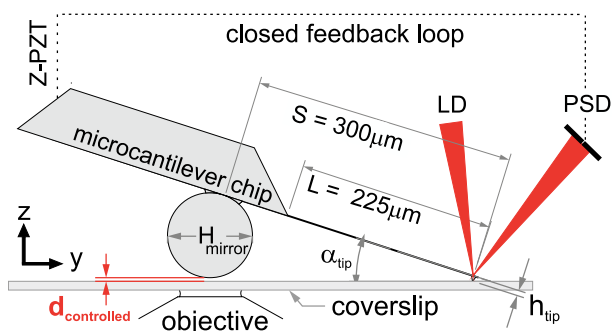 closed feedback loop
Z-PZT
LD
PSD
S = 300μm
microcantilever chip
L = 225μm
z
y
H mirror
α tip
d controlled
coverslip
h tip
objective